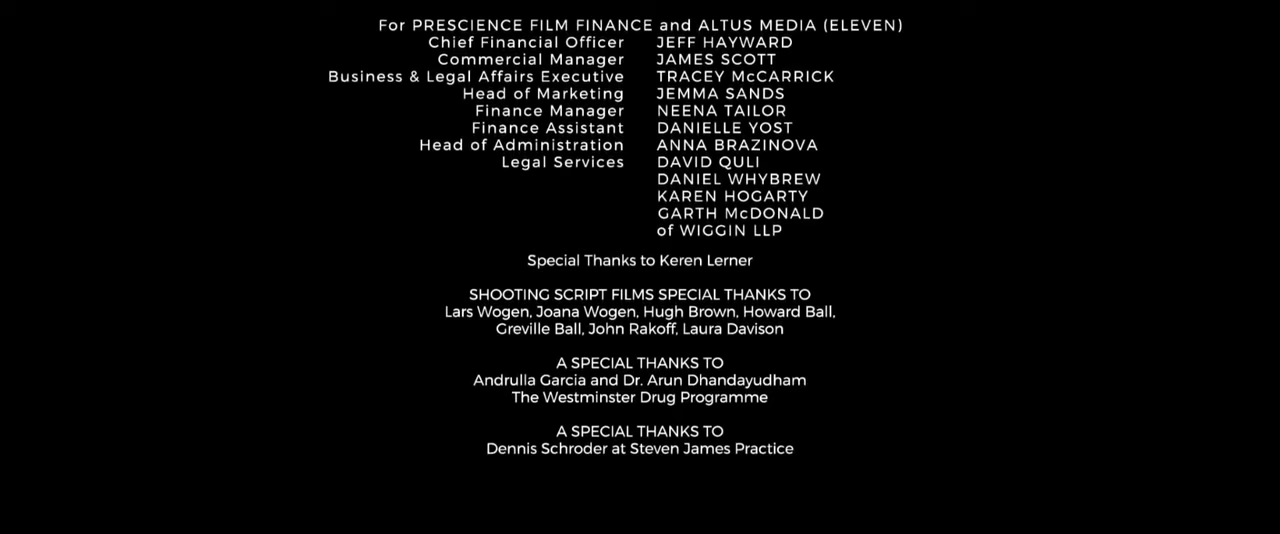 For PRESCIENCE FILM FINANCE and ALTUS MEDIA (ELEVEN)
Chief Financial Officer JEFF HAYWARD
Commercial Manager JAMES SCOTT
Business & Legal Affairs Executive TRACEY McCARRICK
Head of Marketing JEMMA SANDS
Finance Manager NEENA TAILOR
Finance Assistant DANIELLE YOST
Head of Administration ANNA BRAZINOVA
Legal Services DAVID QULI
DANIEL WHYBREW
KAREN HOGARTY
GARTH McDONALD
of WIGGIN LLP
Special Thanks to Keren Lerner
SHOOTING SCRIPT FILMS SPECIAL THANKS TO
Lars Wogen, Joana Wogen, Hugh Brown, Howard Ball,
Greville Ball, John Rakoff, Laura Davison
A SPECIAL THANKS TO
Andrulla Garcia and Dr. Arun Dhandayudham
The Westminster Drug Programme
A SPECIAL THANKS TO
Dennis Schroder at Steven James Practice